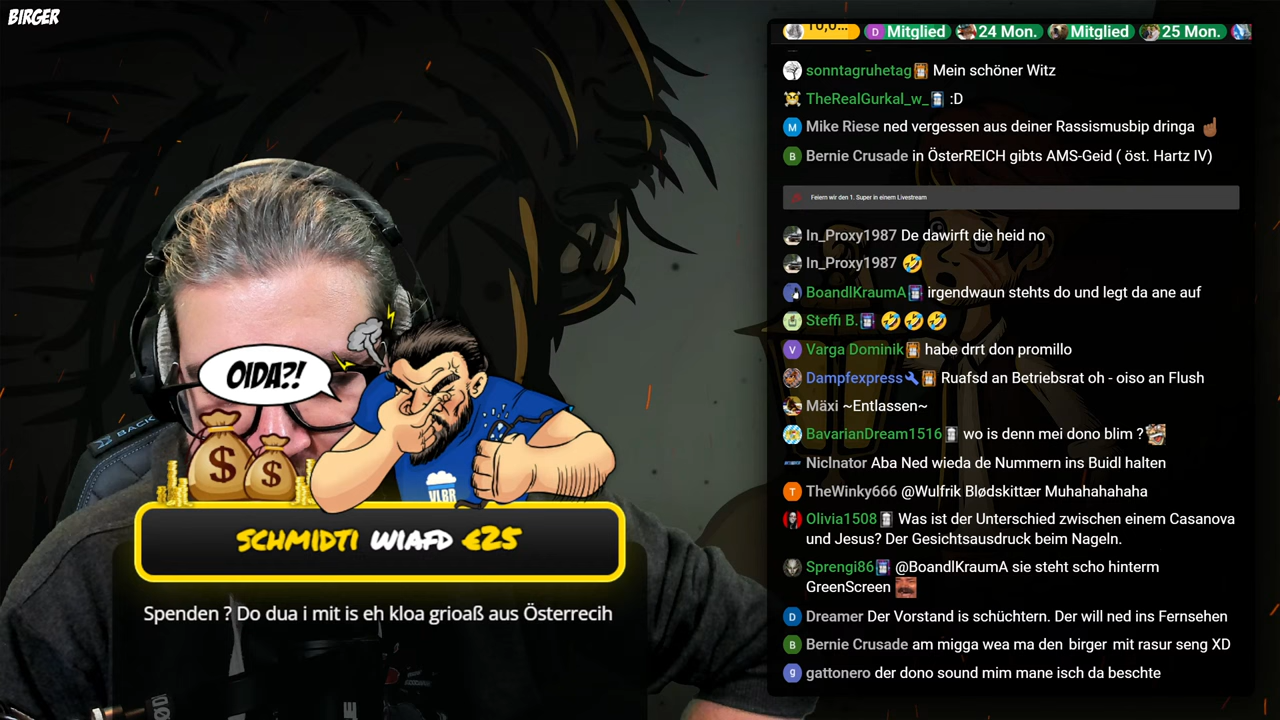 BIRGER
BACK
OIDA?!
$ $
VLBR
SCHMIDTI WIAFD €25
Spenden ? Do dua i mit is eh kloa grioaß aus Österrecih
D Mitglied 24 Mon. Mitglied 25 Mon.
sonntagruhetag Mein schöner Witz
TheRealGurkal_w_ :D
M Mike Riese ned vergessen aus deiner Rassismusbip dringa ☝🏾
B Bernie Crusade in ÖsterREICH gibts AMS-Geid ( öst. Hartz IV)
Feiern wir den 1. Super in einem Livestream
In_Proxy1987 De dawirft die heid no
In_Proxy1987 🤣
BoandlKraumA irgendwaun stehts do und legt da ane auf
Steffi B. 🤣 🤣 🤣
V Varga Dominik habe drrt don promillo
Dampfexpress Ruafsd an Betriebsrat oh - oiso an Flush
Mäxi ~Entlassen~
BavarianDream1516 wo is denn mei dono blim ?
Niclnator Aba Ned wieda de Nummern ins Buidl halten
T TheWinky666 @Wulfrik Blødskittær Muhahahahaha
Olivia1508 Was ist der Unterschied zwischen einem Casanova
und Jesus? Der Gesichtsausdruck beim Nageln.
Sprengi86 @BoandlKraumA sie steht scho hinterm
GreenScreen
D Dreamer Der Vorstand is schüchtern. Der will ned ins Fernsehen
B Bernie Crusade am migga wea ma den birger mit rasur seng XD
g gattonero der dono sound mim mane isch da beschte